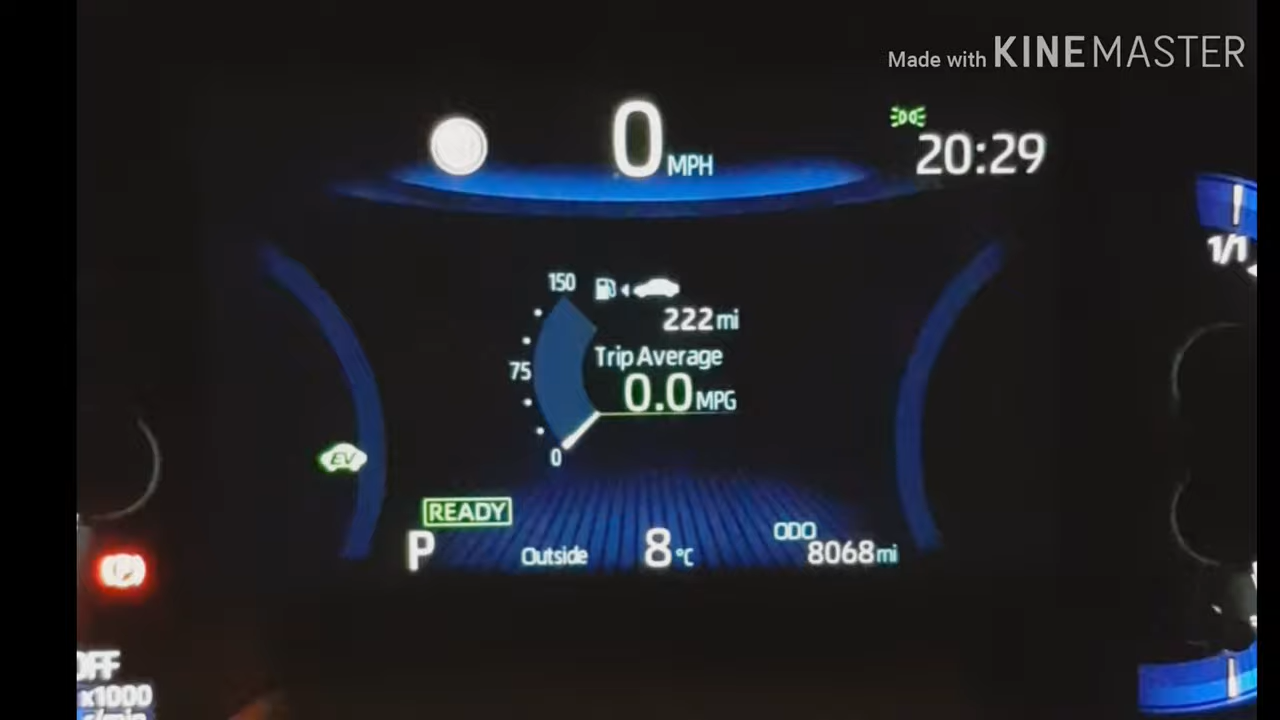 Made with KINEMASTER
0 MPH
20:29
1/1
150
222 mi
75
Trip Average
0.0 MPG
0
EV
READY
P
Outside 8°C
ODO
8068 mi
OFF
x1000
r/min